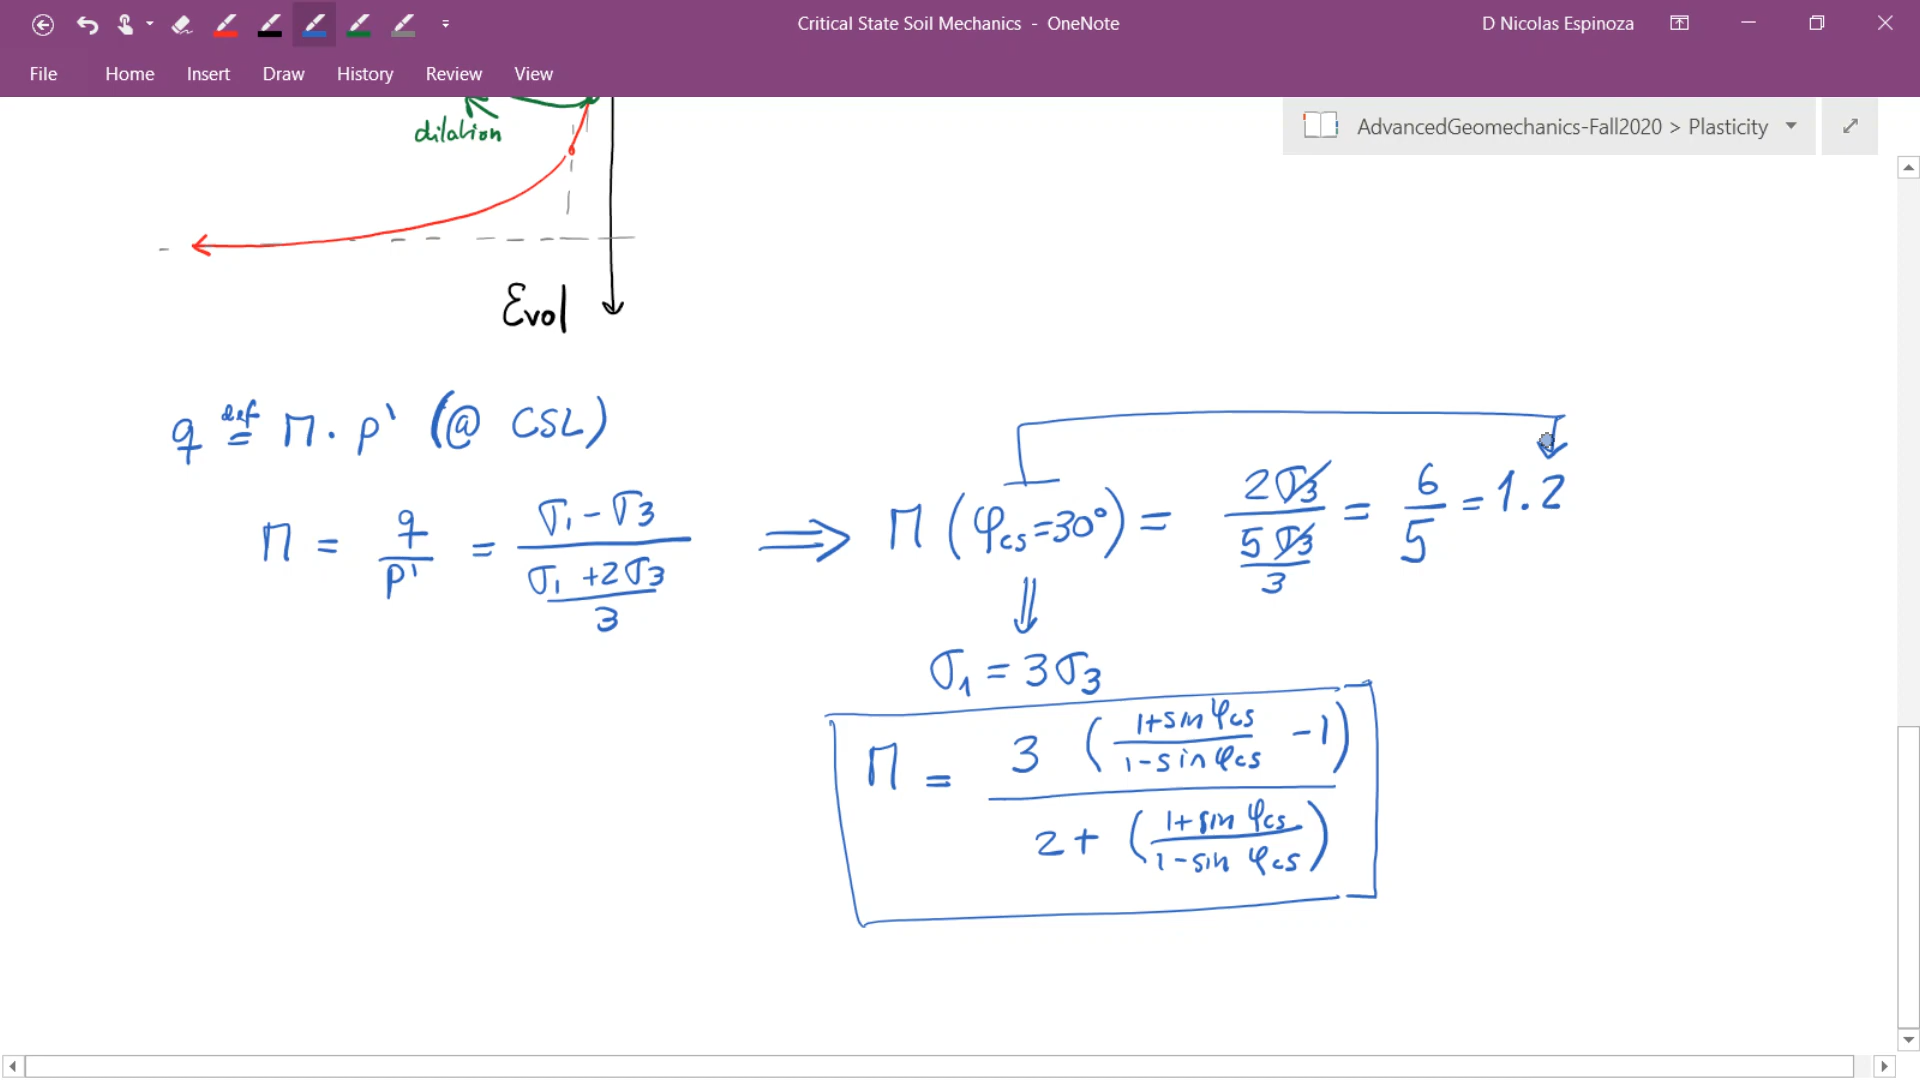 Critical State Soil Mechanics - OneNote
D Nicolas Espinoza
File Home Insert Draw History Review View
AdvancedGeomechanics-Fall2020 > Plasticity
dilation
Evol
q =def M · p' (@ CSL)
M = q/p' = (σ1 - σ3) / ((σ1 + 2σ3)/3) ⟹ M (φcs=30°) = 2σ3 / (5σ3/3) = 6/5 = 1.2
⇓
σ1 = 3σ3
M = 3 ((1+sin φcs)/(1-sin φcs) - 1) / (2 + ((1+sin φcs)/(1-sin φcs)))